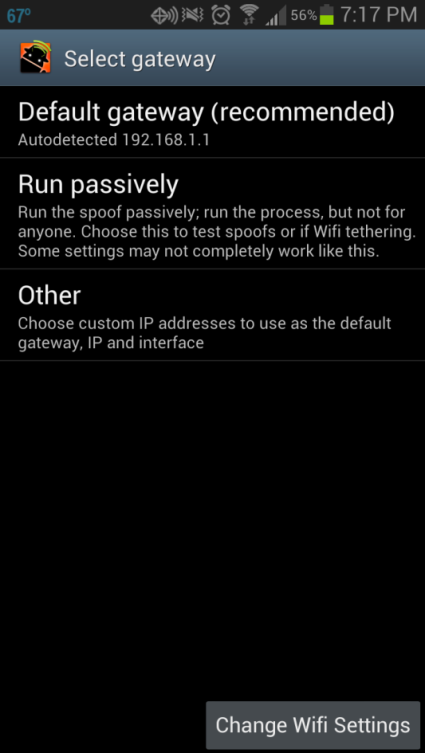 67° 56% 7:17 PM
Select gateway
Default gateway (recommended)
Autodetected 192.168.1.1
Run passively
Run the spoof passively; run the process, but not for
anyone. Choose this to test spoofs or if Wifi tethering.
Some settings may not completely work like this.
Other
Choose custom IP addresses to use as the default
gateway, IP and interface
Change Wifi Settings